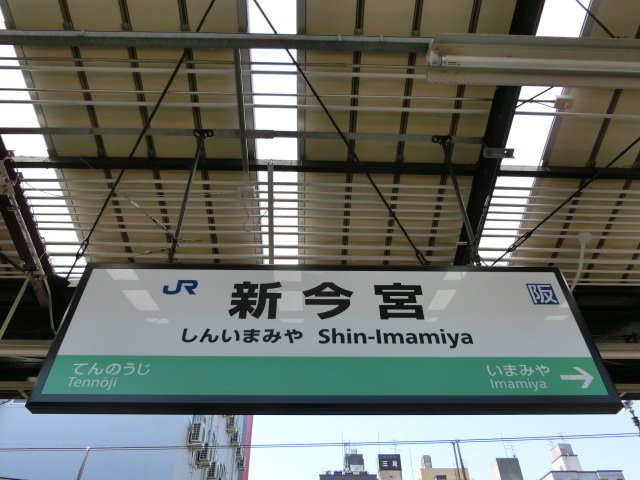 JR
新今宮
阪
しんいまみや Shin-Imamiya
てんのうじ
Tennōji
いまみや
Imamiya